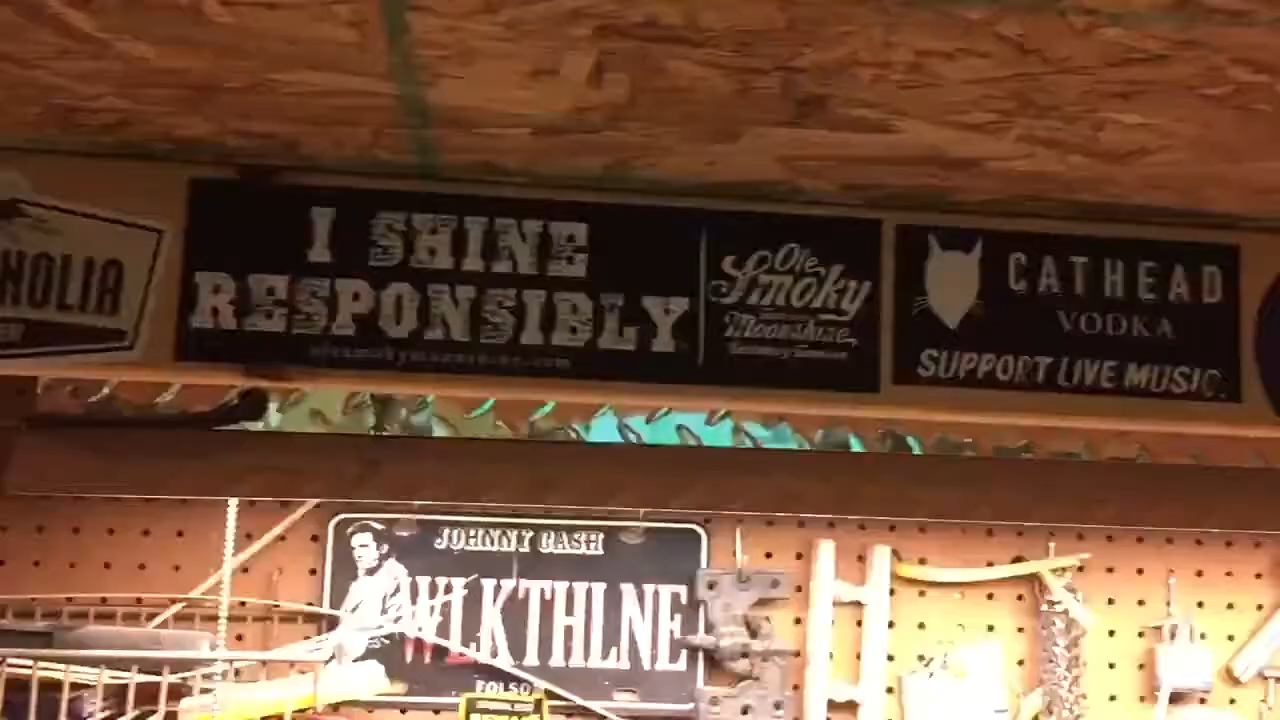 NOLIA
I SHINE
RESPONSIBLY
Ole
Smoky
Moonshine
CATHEAD
VODKA
SUPPORT LIVE MUSIC.
JOHNNY CASH
WLKTHLNE
FOLSO